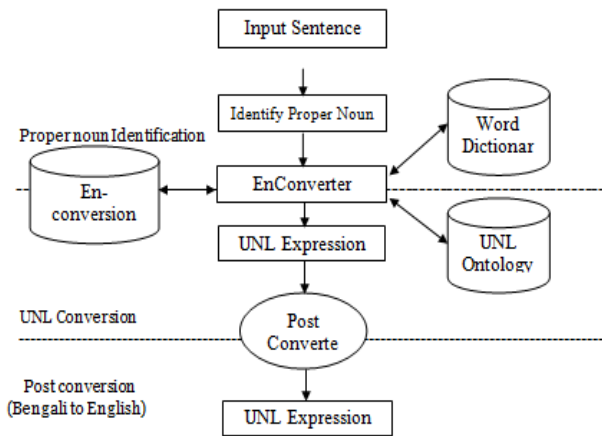 Input Sentence
Identify Proper Noun
Word
Dictionar
Proper noun Identification
En-
conversion
EnConverter
UNL Expression
UNL
Ontology
UNL Conversion
Post
Converte
Post conversion
(Bengali to English)
UNL Expression